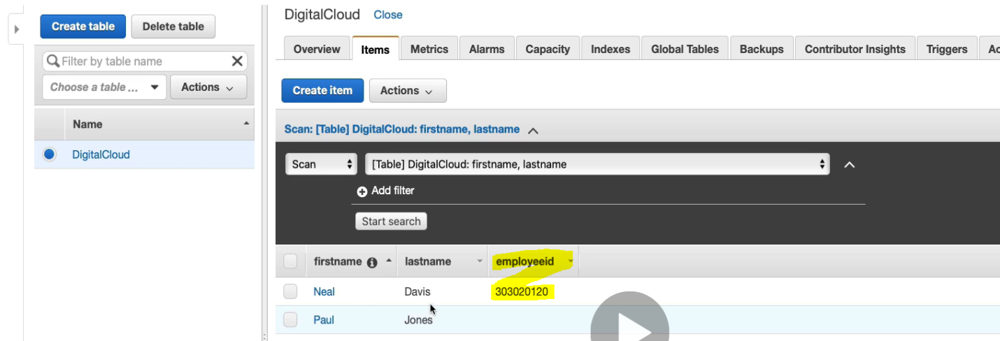 Create table Delete table
Filter by table name
Choose a table ... Actions
Name
DigitalCloud
DigitalCloud Close
Overview Items Metrics Alarms Capacity Indexes Global Tables Backups Contributor Insights Triggers Ac
Create item Actions
Scan: [Table] DigitalCloud: firstname, lastname
Scan [Table] DigitalCloud: firstname, lastname
Add filter
Start search
firstname lastname employeeid
Neal Davis 303020120
Paul Jones